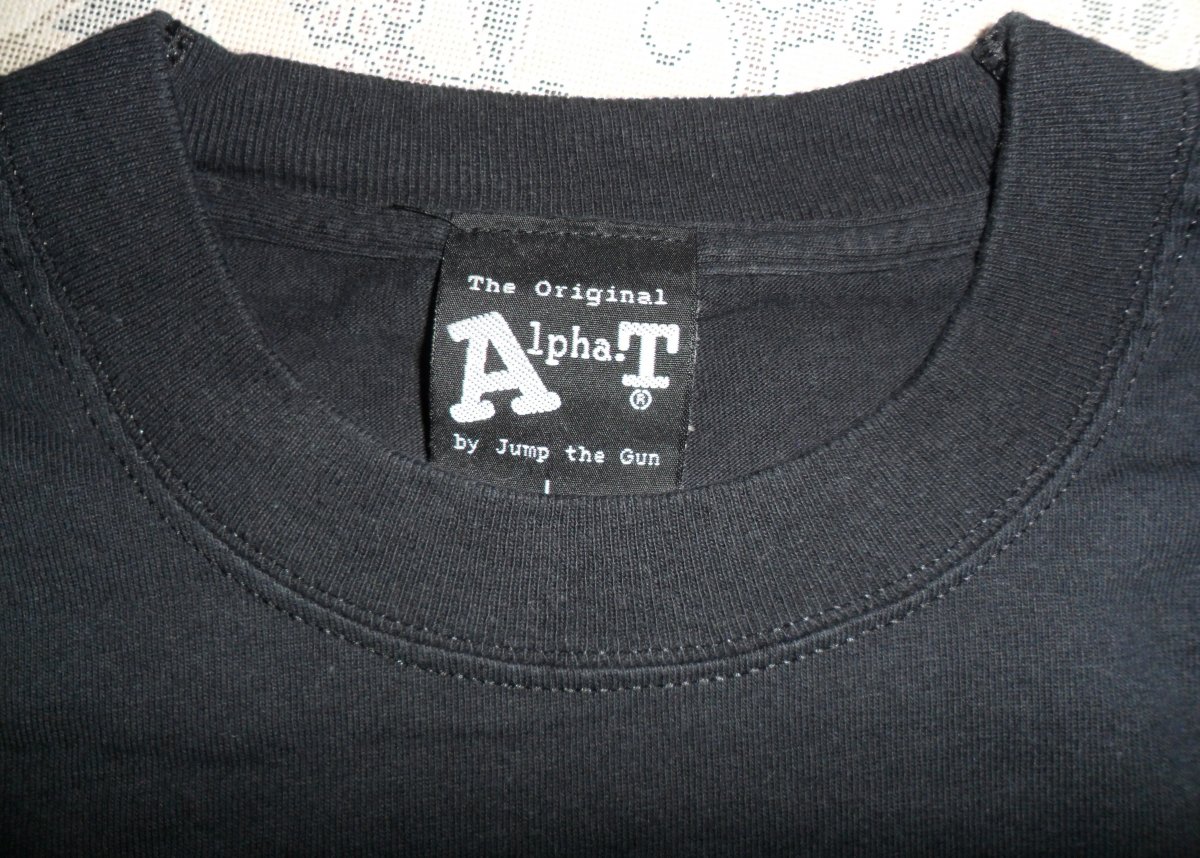 The Original
Alpha.T
®
by Jump the Gun